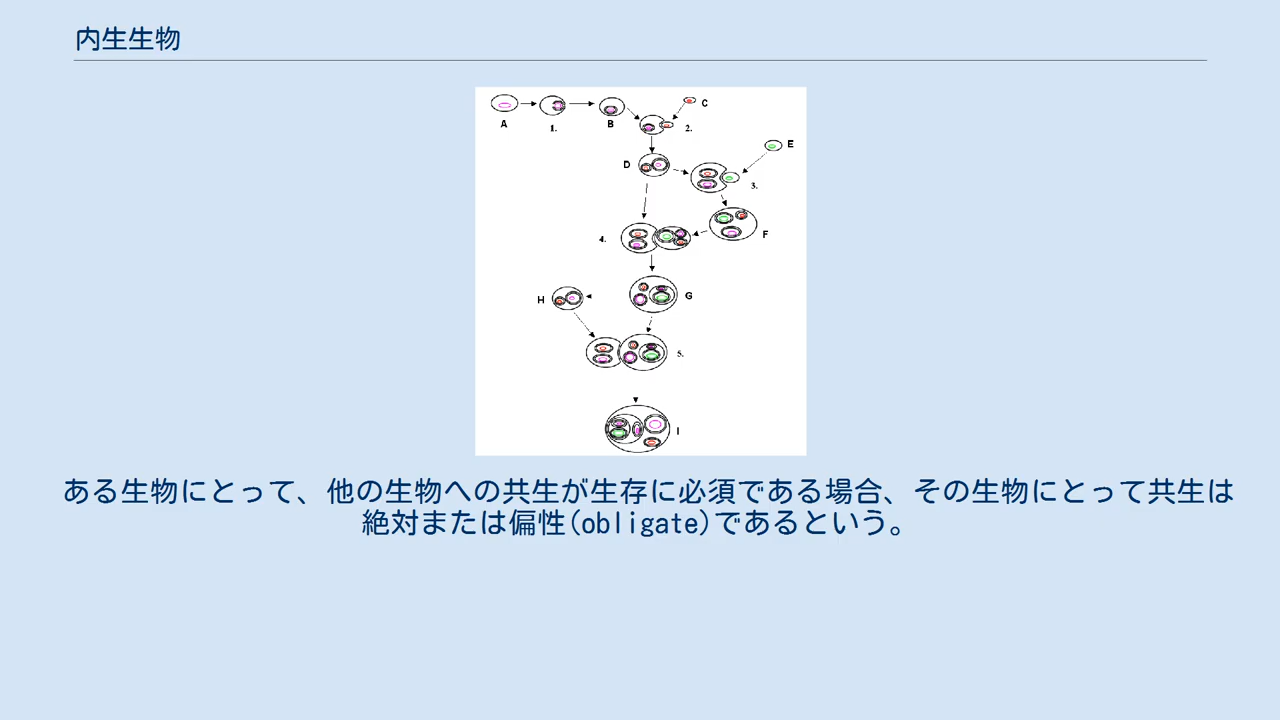 内生生物
A
1.
B
C
2.
D
E
3.
F
4.
G
H
5.
I
ある生物にとって、他の生物への共生が生存に必須である場合、その生物にとって共生は
絶対または偏性(obligate)であるという。